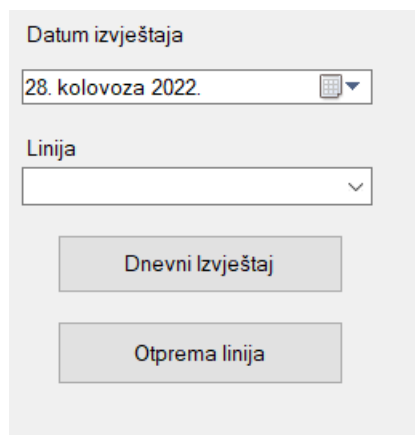 Datum izvještaja
28. kolovoza 2022.
Linija
Dnevni Izvještaj
Otprema linija